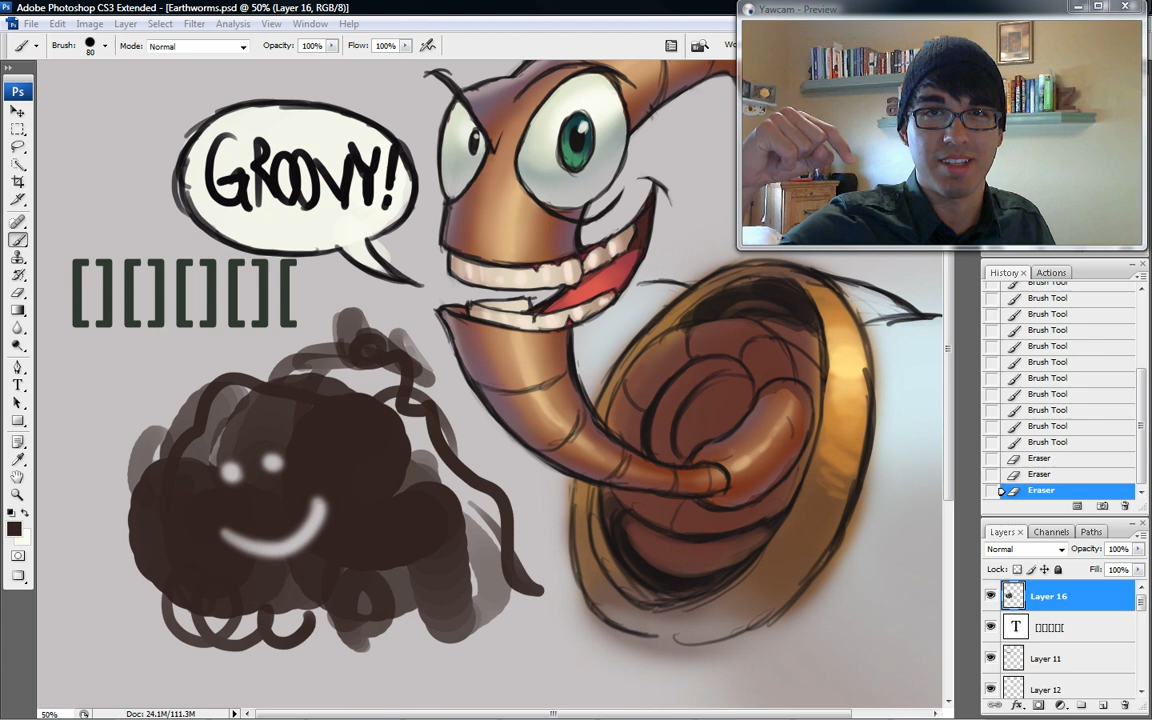 Adobe Photoshop CS3 Extended - [Earthworms.psd @ 50% (Layer 16, RGB/8)]
Yawcam - Preview
File Edit Image Layer Select Filter Analysis View Window Help
Brush: 80 Mode: Normal Opacity: 100% Flow: 100%
Ps
GROOVY!
[][][][][
T
History Actions
Brush Tool
Brush Tool
Brush Tool
Brush Tool
Brush Tool
Brush Tool
Brush Tool
Brush Tool
Brush Tool
Brush Tool
Brush Tool
Eraser
Eraser
Eraser
Layers Channels Paths
Normal Opacity: 100%
Lock: Fill: 100%
Layer 16
T [][][][][
Layer 11
Layer 12
50% Doc: 24.1M/111.3M